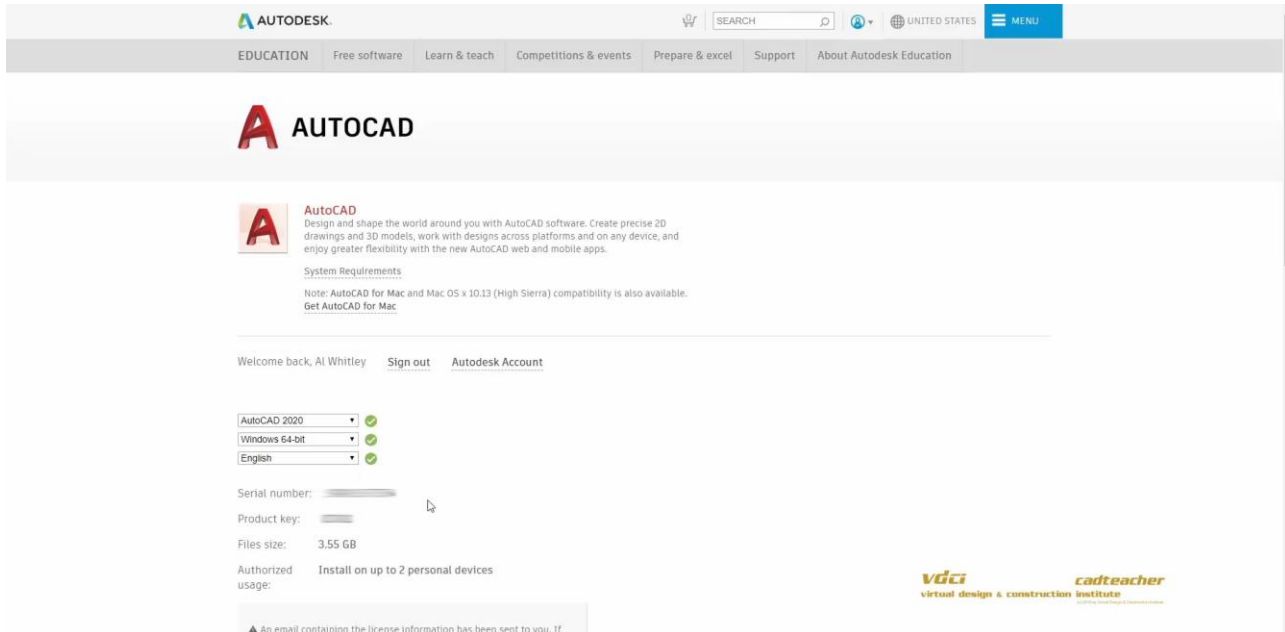 AUTODESK.
SEARCH
UNITED STATES
MENU
EDUCATION Free software Learn & teach Competitions & events Prepare & excel Support About Autodesk Education
AUTOCAD
AutoCAD
Design and shape the world around you with AutoCAD software. Create precise 2D
drawings and 3D models, work with designs across platforms and on any device, and
enjoy greater flexibility with the new AutoCAD web and mobile apps.
System Requirements
Note: AutoCAD for Mac and Mac OS x 10.13 (High Sierra) compatibility is also available.
Get AutoCAD for Mac
Welcome back, Al Whitley Sign out Autodesk Account
AutoCAD 2020
Windows 64-bit
English
Serial number:
Product key:
Files size: 3.55 GB
Authorized Install on up to 2 personal devices
usage:
vdci cadteacher
virtual design & construction institute
An email containing the license information has been sent to you. If